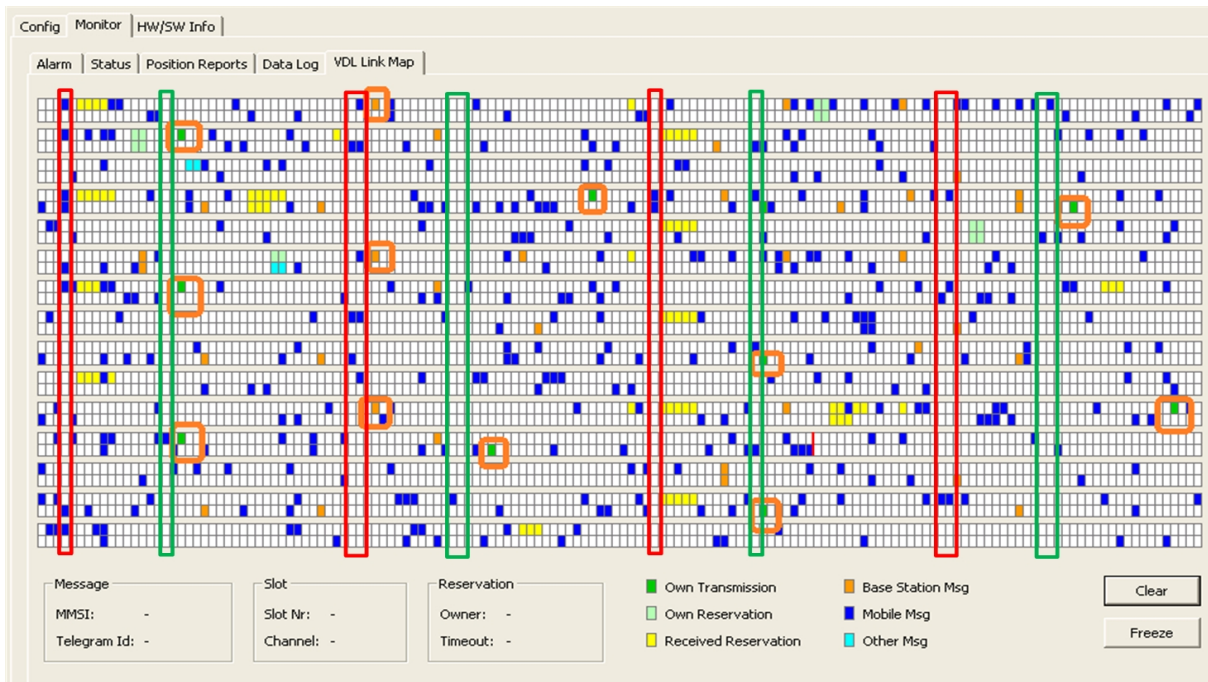 Config Monitor HW/SW Info
Alarm Status Position Reports Data Log VDL Link Map
Message Slot Reservation
MMSI: - Slot Nr: - Owner: -
Telegram Id: - Channel: - Timeout: -
Own Transmission Base Station Msg
Own Reservation Mobile Msg
Received Reservation Other Msg
Clear
Freeze